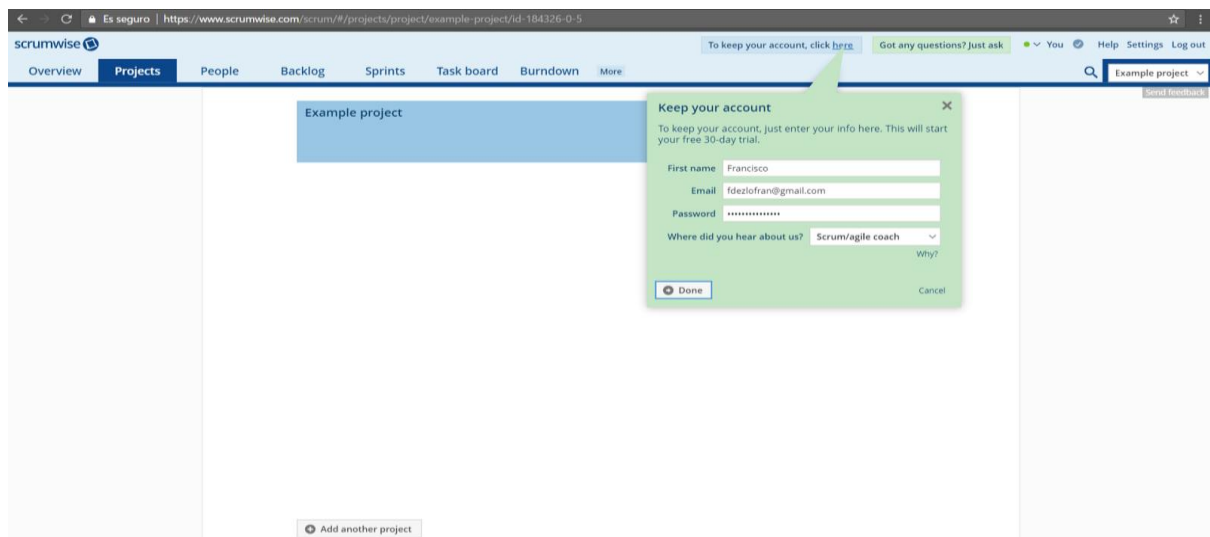 Es seguro | https://www.scrumwise.com/scrum/#/projects/project/example-project/id-184326-0-5
scrumwise
To keep your account, click here
Got any questions? Just ask
You
Help Settings Log out
Overview Projects People Backlog Sprints Task board Burndown More
Example project
Send feedback
Example project
Keep your account
To keep your account, just enter your info here. This will start
your free 30-day trial.
First name Francisco
Email fdezlofran@gmail.com
Password •••••••••••••••
Where did you hear about us? Scrum/agile coach
Why?
Done
Cancel
Add another project